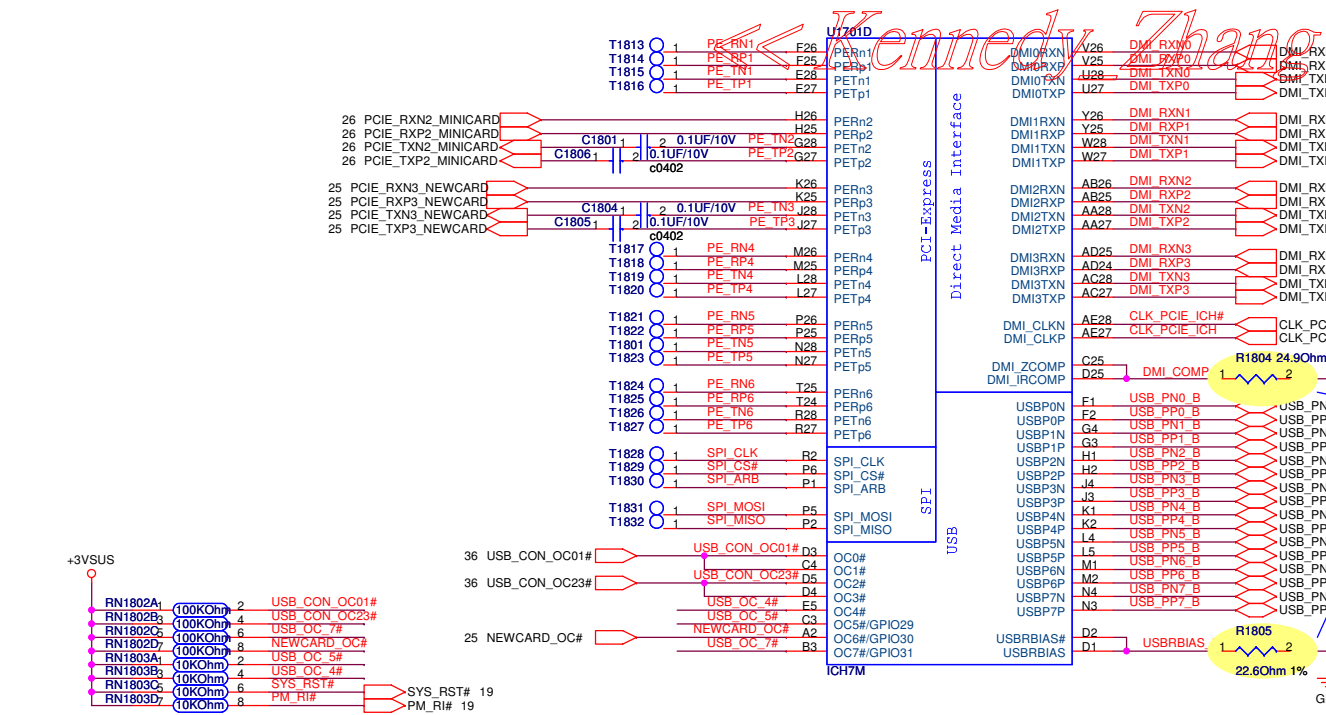 << Kennedy_Zhang
U1701D
T1813 1 PE_RN1 F26 PERn1 DMI0RXN V26 DMI_RXN0
T1814 1 PE_RP1 F25 PERp1 DMI0RXP V25 DMI_RXP0
T1815 1 PE_TN1 E28 PETn1 DMI0TXN U28 DMI_TXN0
T1816 1 PE_TP1 E27 PETp1 DMI0TXP U27 DMI_TXP0
26 PCIE_RXN2_MINICARD H26 PERn2 DMI1RXN Y26 DMI_RXN1
26 PCIE_RXP2_MINICARD H25 PERp2 DMI1RXP Y25 DMI_RXP1
26 PCIE_TXN2_MINICARD C1801 1 2 0.1UF/10V PE_TN2 G28 PETn2 DMI1TXN W28 DMI_TXN1
26 PCIE_TXP2_MINICARD C1806 1 2 0.1UF/10V PE_TP2 G27 PETp2 DMI1TXP W27 DMI_TXP1
c0402
25 PCIE_RXN3_NEWCARD K26 PERn3 DMI2RXN AB26 DMI_RXN2
25 PCIE_RXP3_NEWCARD K25 PERp3 DMI2RXP AB25 DMI_RXP2
25 PCIE_TXN3_NEWCARD C1804 1 2 0.1UF/10V PE_TN3 J28 PETn3 DMI2TXN AA28 DMI_TXN2
25 PCIE_TXP3_NEWCARD C1805 1 2 0.1UF/10V PE_TP3 J27 PETp3 DMI2TXP AA27 DMI_TXP2
c0402
T1817 1 PE_RN4 M26 PERn4 DMI3RXN AD25 DMI_RXN3
T1818 1 PE_RP4 M25 PERp4 DMI3RXP AD24 DMI_RXP3
T1819 1 PE_TN4 L28 PETn4 DMI3TXN AC28 DMI_TXN3
T1820 1 PE_TP4 L27 PETp4 DMI3TXP AC27 DMI_TXP3
PCI-Express
Direct Media Interface
T1821 1 PE_RN5 P26 PERn5 DMI_CLKN AE28 CLK_PCIE_ICH#
T1822 1 PE_RP5 P25 PERp5 DMI_CLKP AE27 CLK_PCIE_ICH
T1801 1 PE_TN5 N28 PETn5
T1823 1 PE_TP5 N27 PETp5 DMI_ZCOMP C25
R1804 24.9Ohm
DMI_IRCOMP D25 DMI_COMP 1 2
T1824 1 PE_RN6 T25 PERn6 USBP0N F1 USB_PN0_B
T1825 1 PE_RP6 T24 PERp6 USBP0P F2 USB_PP0_B
T1826 1 PE_TN6 R28 PETn6 USBP1N G4 USB_PN1_B
T1827 1 PE_TP6 R27 PETp6 USBP1P G3 USB_PP1_B
T1828 1 SPI_CLK R2 SPI_CLK USBP2N H1 USB_PN2_B
T1829 1 SPI_CS# P6 SPI_CS# USBP2P H2 USB_PP2_B
T1830 1 SPI_ARB P1 SPI_ARB USBP3N J4 USB_PN3_B
USBP3P J3 USB_PP3_B
T1831 1 SPI_MOSI P5 SPI_MOSI USBP4N K1 USB_PN4_B
T1832 1 SPI_MISO P2 SPI_MISO USBP4P K2 USB_PP4_B
SPI
USB
USBP5N L4 USB_PN5_B
36 USB_CON_OC01# USB_CON_OC01# D3 OC0# USBP5P L5 USB_PP5_B
C4 OC1# USBP6N M1 USB_PN6_B
36 USB_CON_OC23# USB_CON_OC23# D5 OC2# USBP6P M2 USB_PP6_B
D4 OC3# USBP7N N4 USB_PN7_B
USB_OC_4# E5 OC4# USBP7P N3 USB_PP7_B
USB_OC_5# C3 OC5#/GPIO29
25 NEWCARD_OC# NEWCARD_OC# A2 OC6#/GPIO30 USBRBIAS# D2
USB_OC_7# B3 OC7#/GPIO31 USBRBIAS D1 USBRBIAS 1 2
R1805
22.6Ohm 1%
ICH7M
+3VSUS
RN1802A 1 100KOhm 2 USB_CON_OC01#
RN1802B 3 100KOhm 4 USB_CON_OC23#
RN1802C 5 100KOhm 6 USB_OC_7#
RN1802D 7 100KOhm 8 NEWCARD_OC#
RN1803A 1 10KOhm 2 USB_OC_5#
RN1803B 3 10KOhm 4 USB_OC_4#
RN1803C 5 10KOhm 6 SYS_RST# SYS_RST# 19
RN1803D 7 10KOhm 8 PM_RI# PM_RI# 19